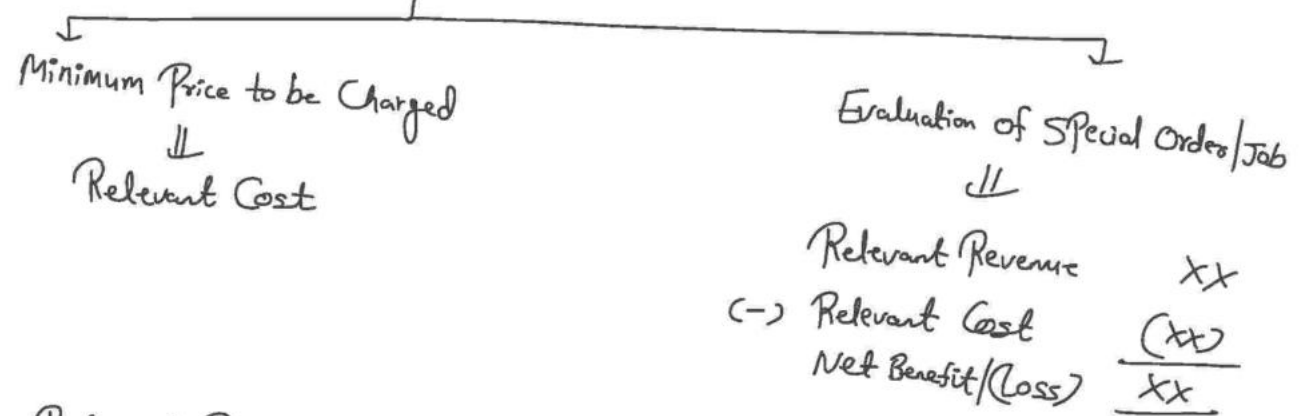 Minimum Price to be Charged
⇓
Relevant Cost
Evaluation of Special Order/Job
⇓
Relevant Revenue XX
(-) Relevant Cost (XX)
Net Benefit/(Loss) XX